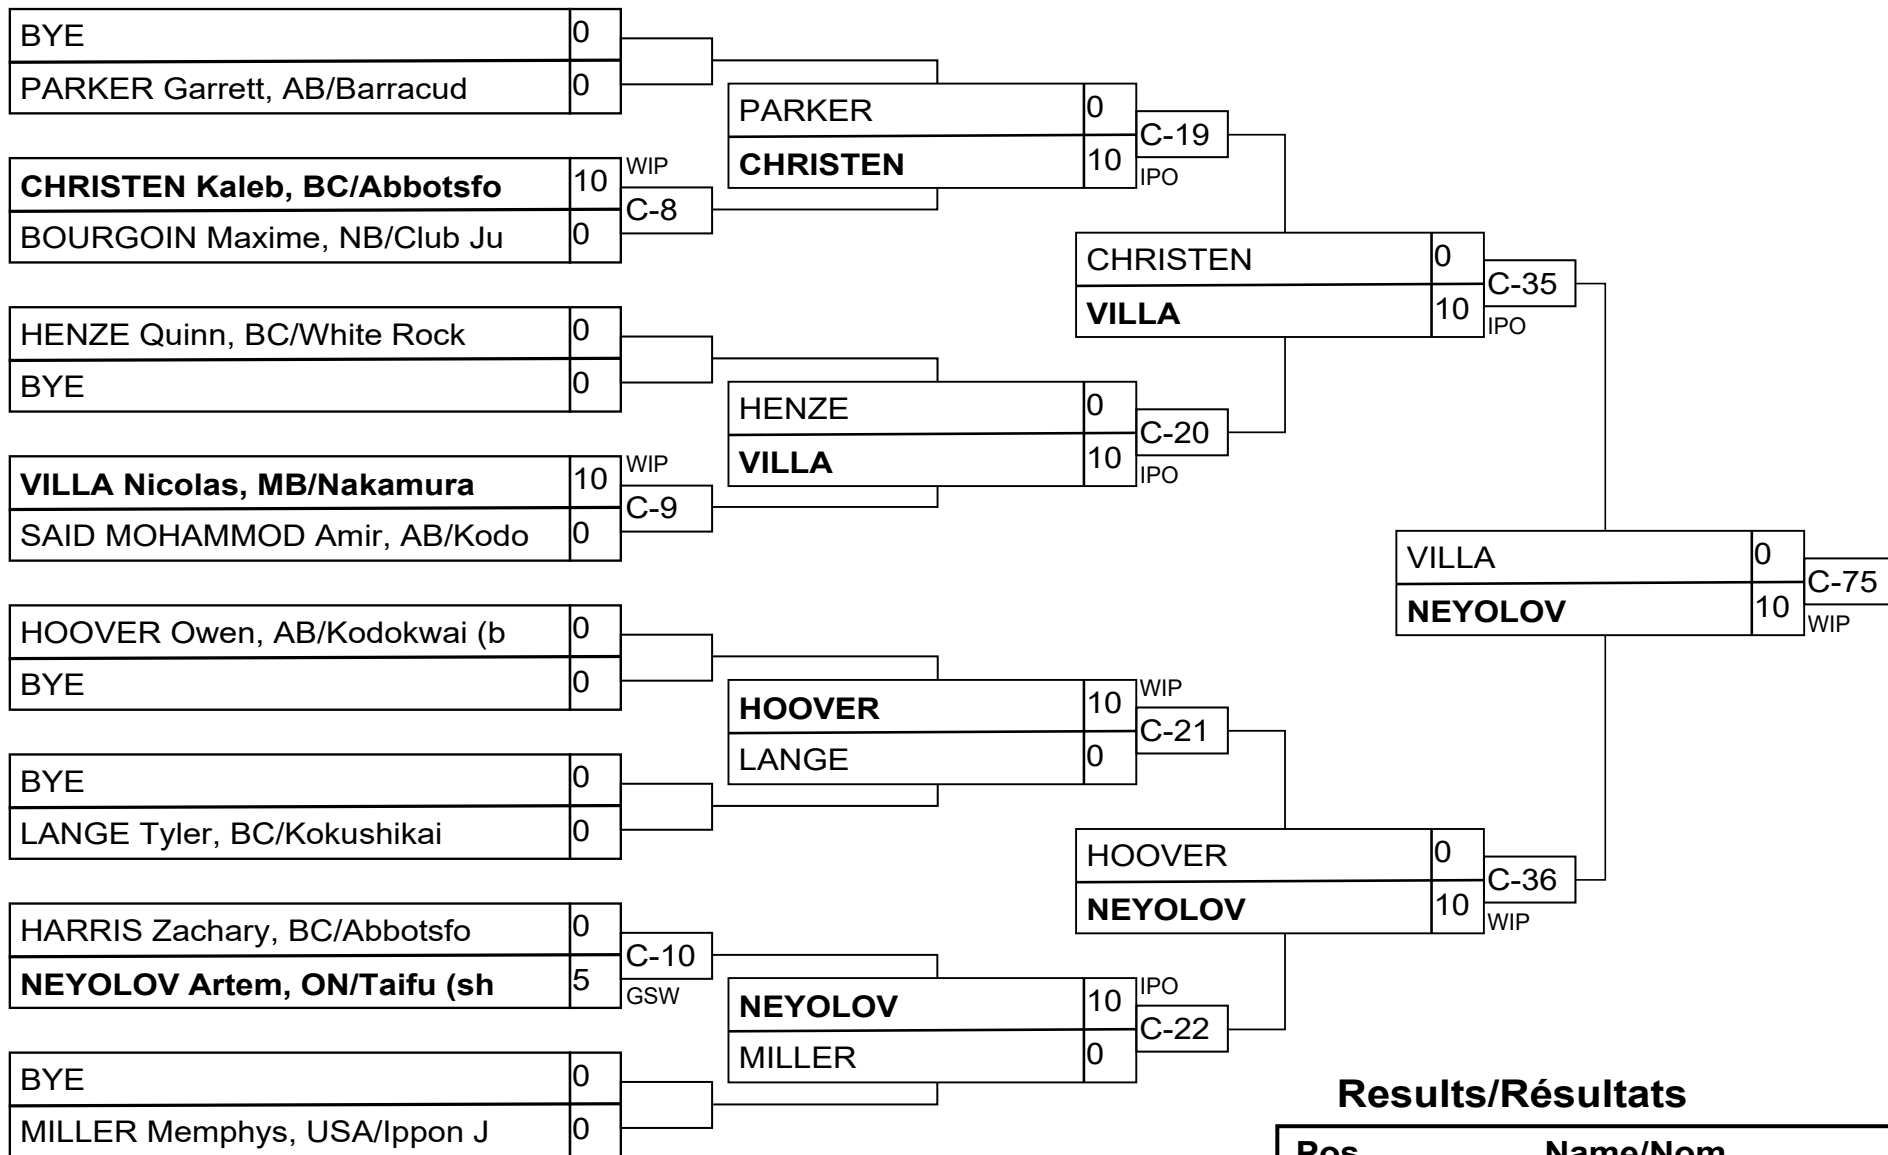 BYE 0
PARKER Garrett, AB/Barracud 0
CHRISTEN Kaleb, BC/Abbotsfo 10
BOURGOIN Maxime, NB/Club Ju 0
WIP
C-8
HENZE Quinn, BC/White Rock 0
BYE 0
VILLA Nicolas, MB/Nakamura 10
SAID MOHAMMOD Amir, AB/Kodo 0
WIP
C-9
HOOVER Owen, AB/Kodokwai (b 0
BYE 0
BYE 0
LANGE Tyler, BC/Kokushikai 0
HARRIS Zachary, BC/Abbotsfo 0
NEYOLOV Artem, ON/Taifu (sh 5
C-10
GSW
BYE 0
MILLER Memphys, USA/Ippon J 0
PARKER 0
CHRISTEN 10
C-19
IPO
HENZE 0
VILLA 10
C-20
IPO
HOOVER 10
LANGE 0
WIP
C-21
NEYOLOV 10
MILLER 0
IPO
C-22
CHRISTEN 0
VILLA 10
C-35
IPO
HOOVER 0
NEYOLOV 10
C-36
WIP
VILLA 0
NEYOLOV 10
C-75
WIP
Results/Résultats
Pos Name/Nom